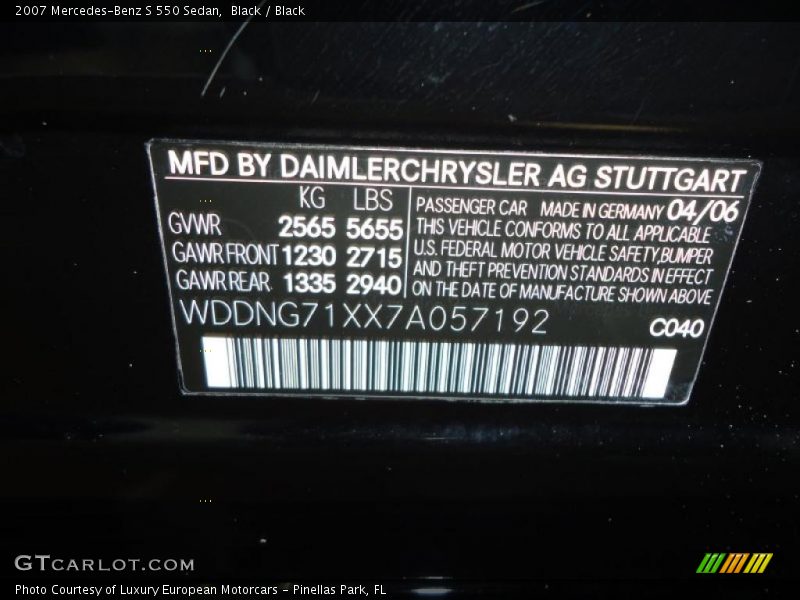 2007 Mercedes-Benz S 550 Sedan, Black / Black
MFD BY DAIMLERCHRYSLER AG STUTTGART
KG LBS
GVWR 2565 5655
GAWR FRONT 1230 2715
GAWR REAR 1335 2940
PASSENGER CAR MADE IN GERMANY 04/06
THIS VEHICLE CONFORMS TO ALL APPLICABLE
U.S. FEDERAL MOTOR VEHICLE SAFETY,BUMPER
AND THEFT PREVENTION STANDARDS IN EFFECT
ON THE DATE OF MANUFACTURE SHOWN ABOVE
WDDNG71XX7A057192
C040
GTCARLOT.COM
Photo Courtesy of Luxury European Motorcars - Pinellas Park, FL